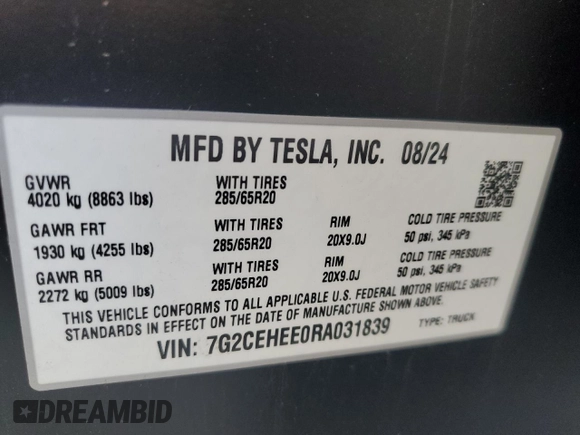 MFD BY TESLA, INC. 08/24
GVWR
4020 kg (8863 lbs)
WITH TIRES
285/65R20
GAWR FRT
1930 kg (4255 lbs)
WITH TIRES
285/65R20
RIM
20X9.0J
COLD TIRE PRESSURE
50 psi, 345 kPa
GAWR RR
2272 kg (5009 lbs)
WITH TIRES
285/65R20
RIM
20X9.0J
COLD TIRE PRESSURE
50 psi, 345 kPa
THIS VEHICLE CONFORMS TO ALL APPLICABLE U.S. FEDERAL MOTOR VEHICLE SAFETY
STANDARDS IN EFFECT ON THE DATE OF MANUFACTURE SHOWN ABOVE.
VIN: 7G2CEHEE0RA031839 TYPE: TRUCK
DREAMBID